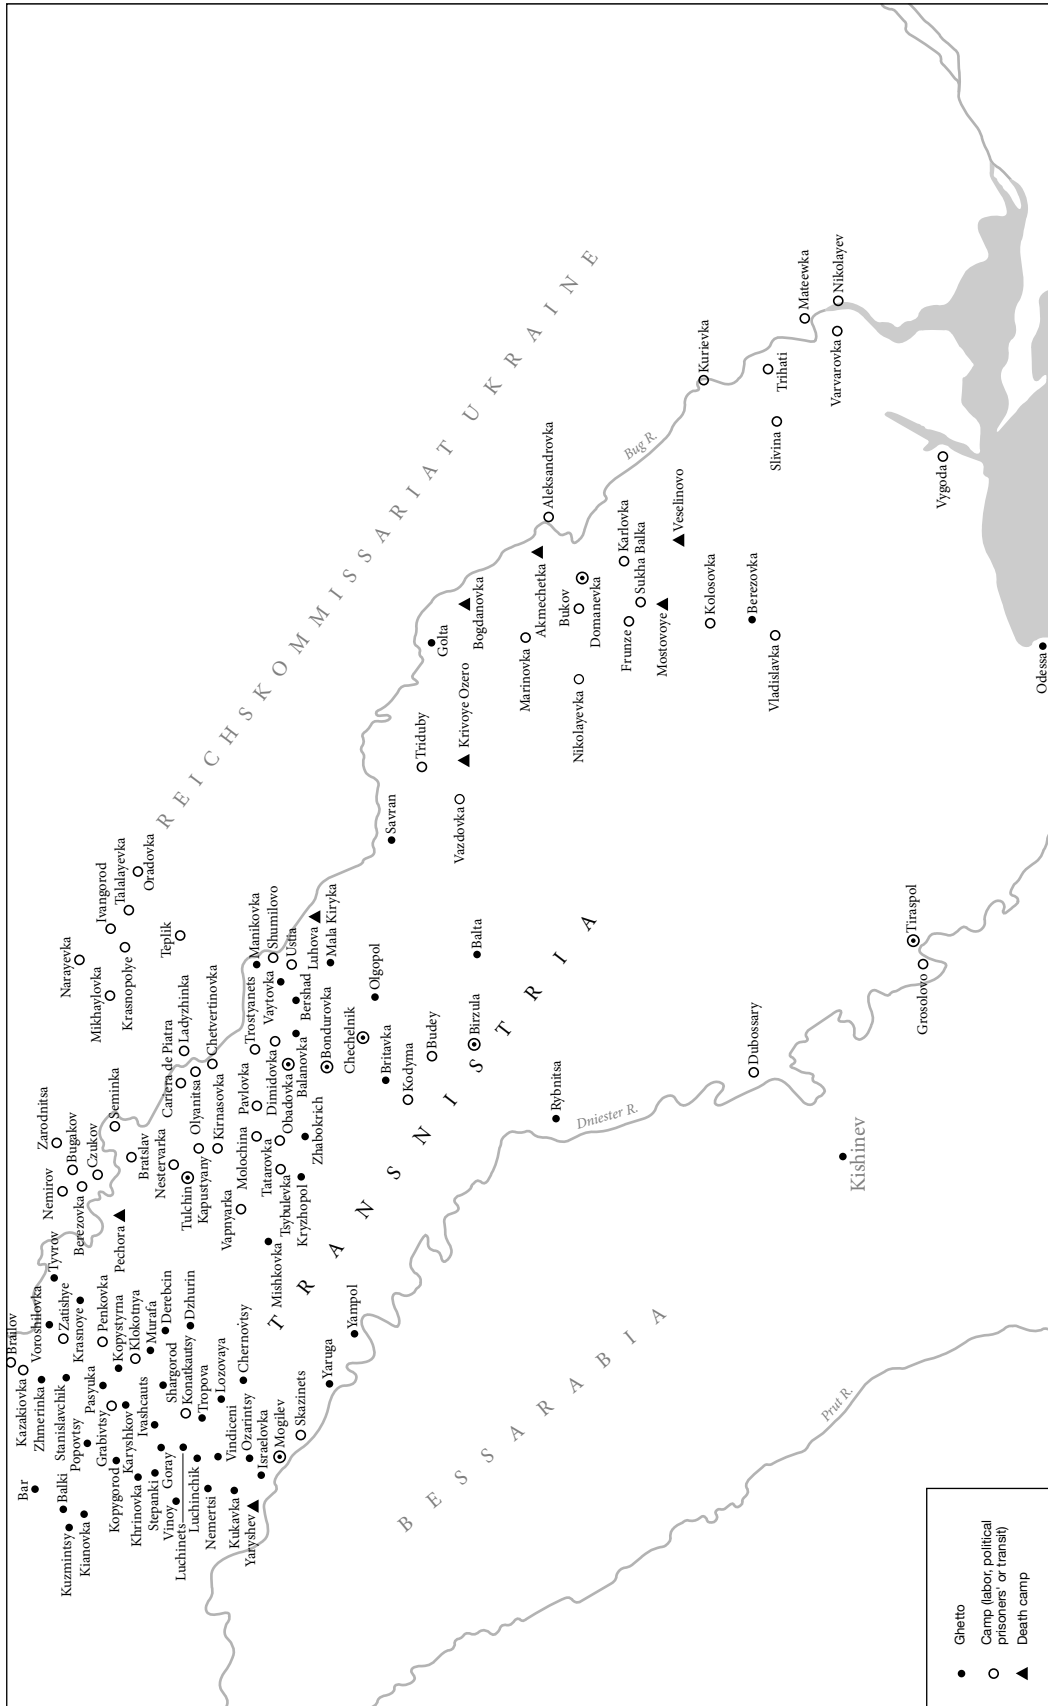 REICHSKOMMISSARIAT UKRAINE
TRANSNISTRIA
BESSARABIA
Bug R.
Dniester R.
Prut R.
Kishinev
Brailov
Kazakiovka
Zhmerinka
Voroshilovka
Tyvrov
Bar
Balki
Stanislavchik
Zatishye
Kuzmintsy
Popovtsy
Krasnoye
Kianovka
Pasyuka
Penkovka
Grabivtsy
Kopystyrna
Kopygorod
Karyshkov
Klokotnya
Khrinovka
Ivashcauts
Murafa
Stepanki
Goray
Shargorod
Derebcin
Vinoy
Luchinets
Konatkautsy
Dzhurin
Luchinchik
Tropova
Nemertsi
Vindiceni
Lozovaya
Kukavka
Ozarintsy
Chernovtsy
Yaryshev
Israelovka
Mogilev
Skazinets
Yaruga
Yampol
Nemirov
Zarodnitsa
Bugakov
Berezovka
Czukov
Seminka
Pechora
Bratslav
Nestervarka
Cariera de Piatra
Ladyzhinka
Tulchin
Olyanitsa
Kapustyany
Kirnasovka
Chetvertinovka
Vapnyarka
Molochina
Pavlovka
Trostyanets
Manikovka
Tatarovka
Dimidovka
Vaytovka
Shumilovo
Tsybulevka
Obadovka
Ustia
Mishkovka
Balanovka
Bershad
Luhova
Kryzhopol
Zhabokrich
Bondurovka
Mala Kiryka
Chechelnik
Olgopol
Britavka
Kodyma
Budey
Birzula
Balta
Rybnitsa
Dubossary
Grosolovo
Tiraspol
Narayevka
Mikhaylovka
Ivangorod
Krasnopolye
Talalayevka
Oradovka
Teplik
Savran
Triduby
Vazdovka
Krivoye Ozero
Golta
Bogdanovka
Marinovka
Akmechetka
Aleksandrovka
Nikolayevka
Bukov
Domanevka
Frunze
Karlovka
Sukha Balka
Mostovoye
Veselinovo
Kolosovka
Berezovka
Vladislavka
Kurievka
Trihati
Slivina
Mateewka
Varvarovka
Nikolayev
Vygoda
Odessa
Ghetto
Camp (labor, political
prisoners' or transit)
Death camp